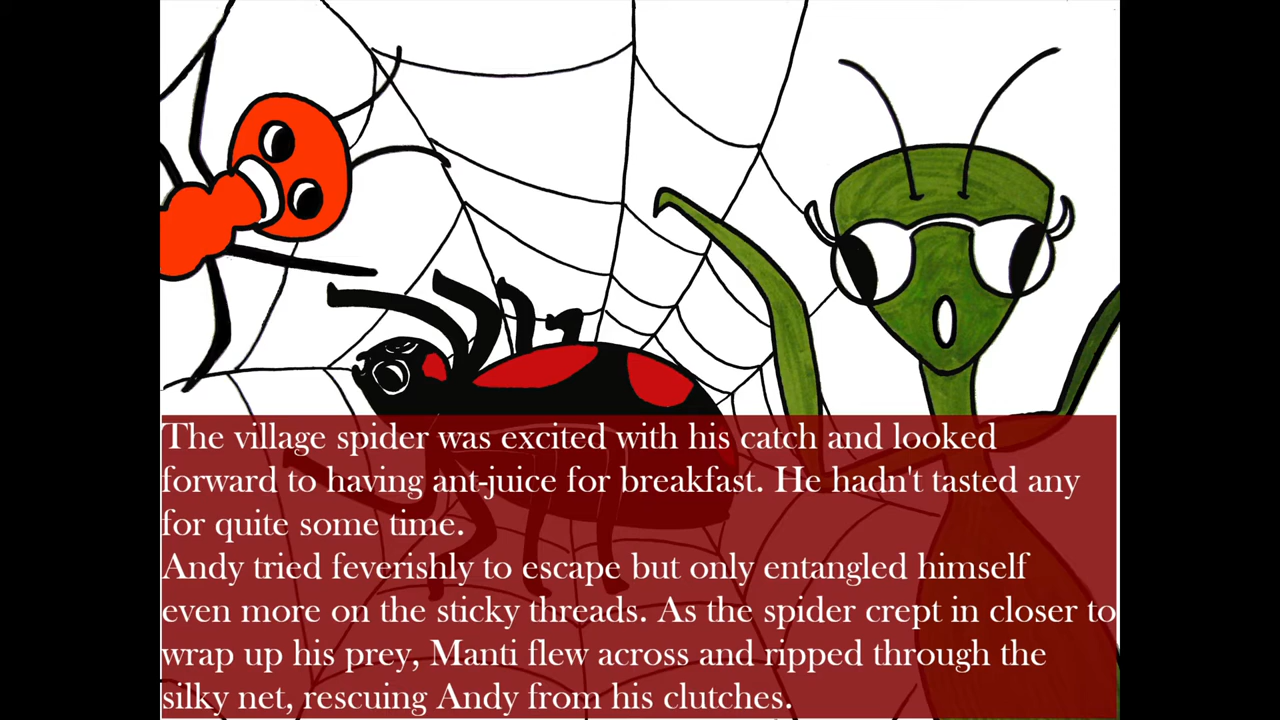 The village spider was excited with his catch and looked
forward to having ant-juice for breakfast. He hadn't tasted any
for quite some time.
Andy tried feverishly to escape but only entangled himself
even more on the sticky threads. As the spider crept in closer to
wrap up his prey, Manti flew across and ripped through the
silky net, rescuing Andy from his clutches.